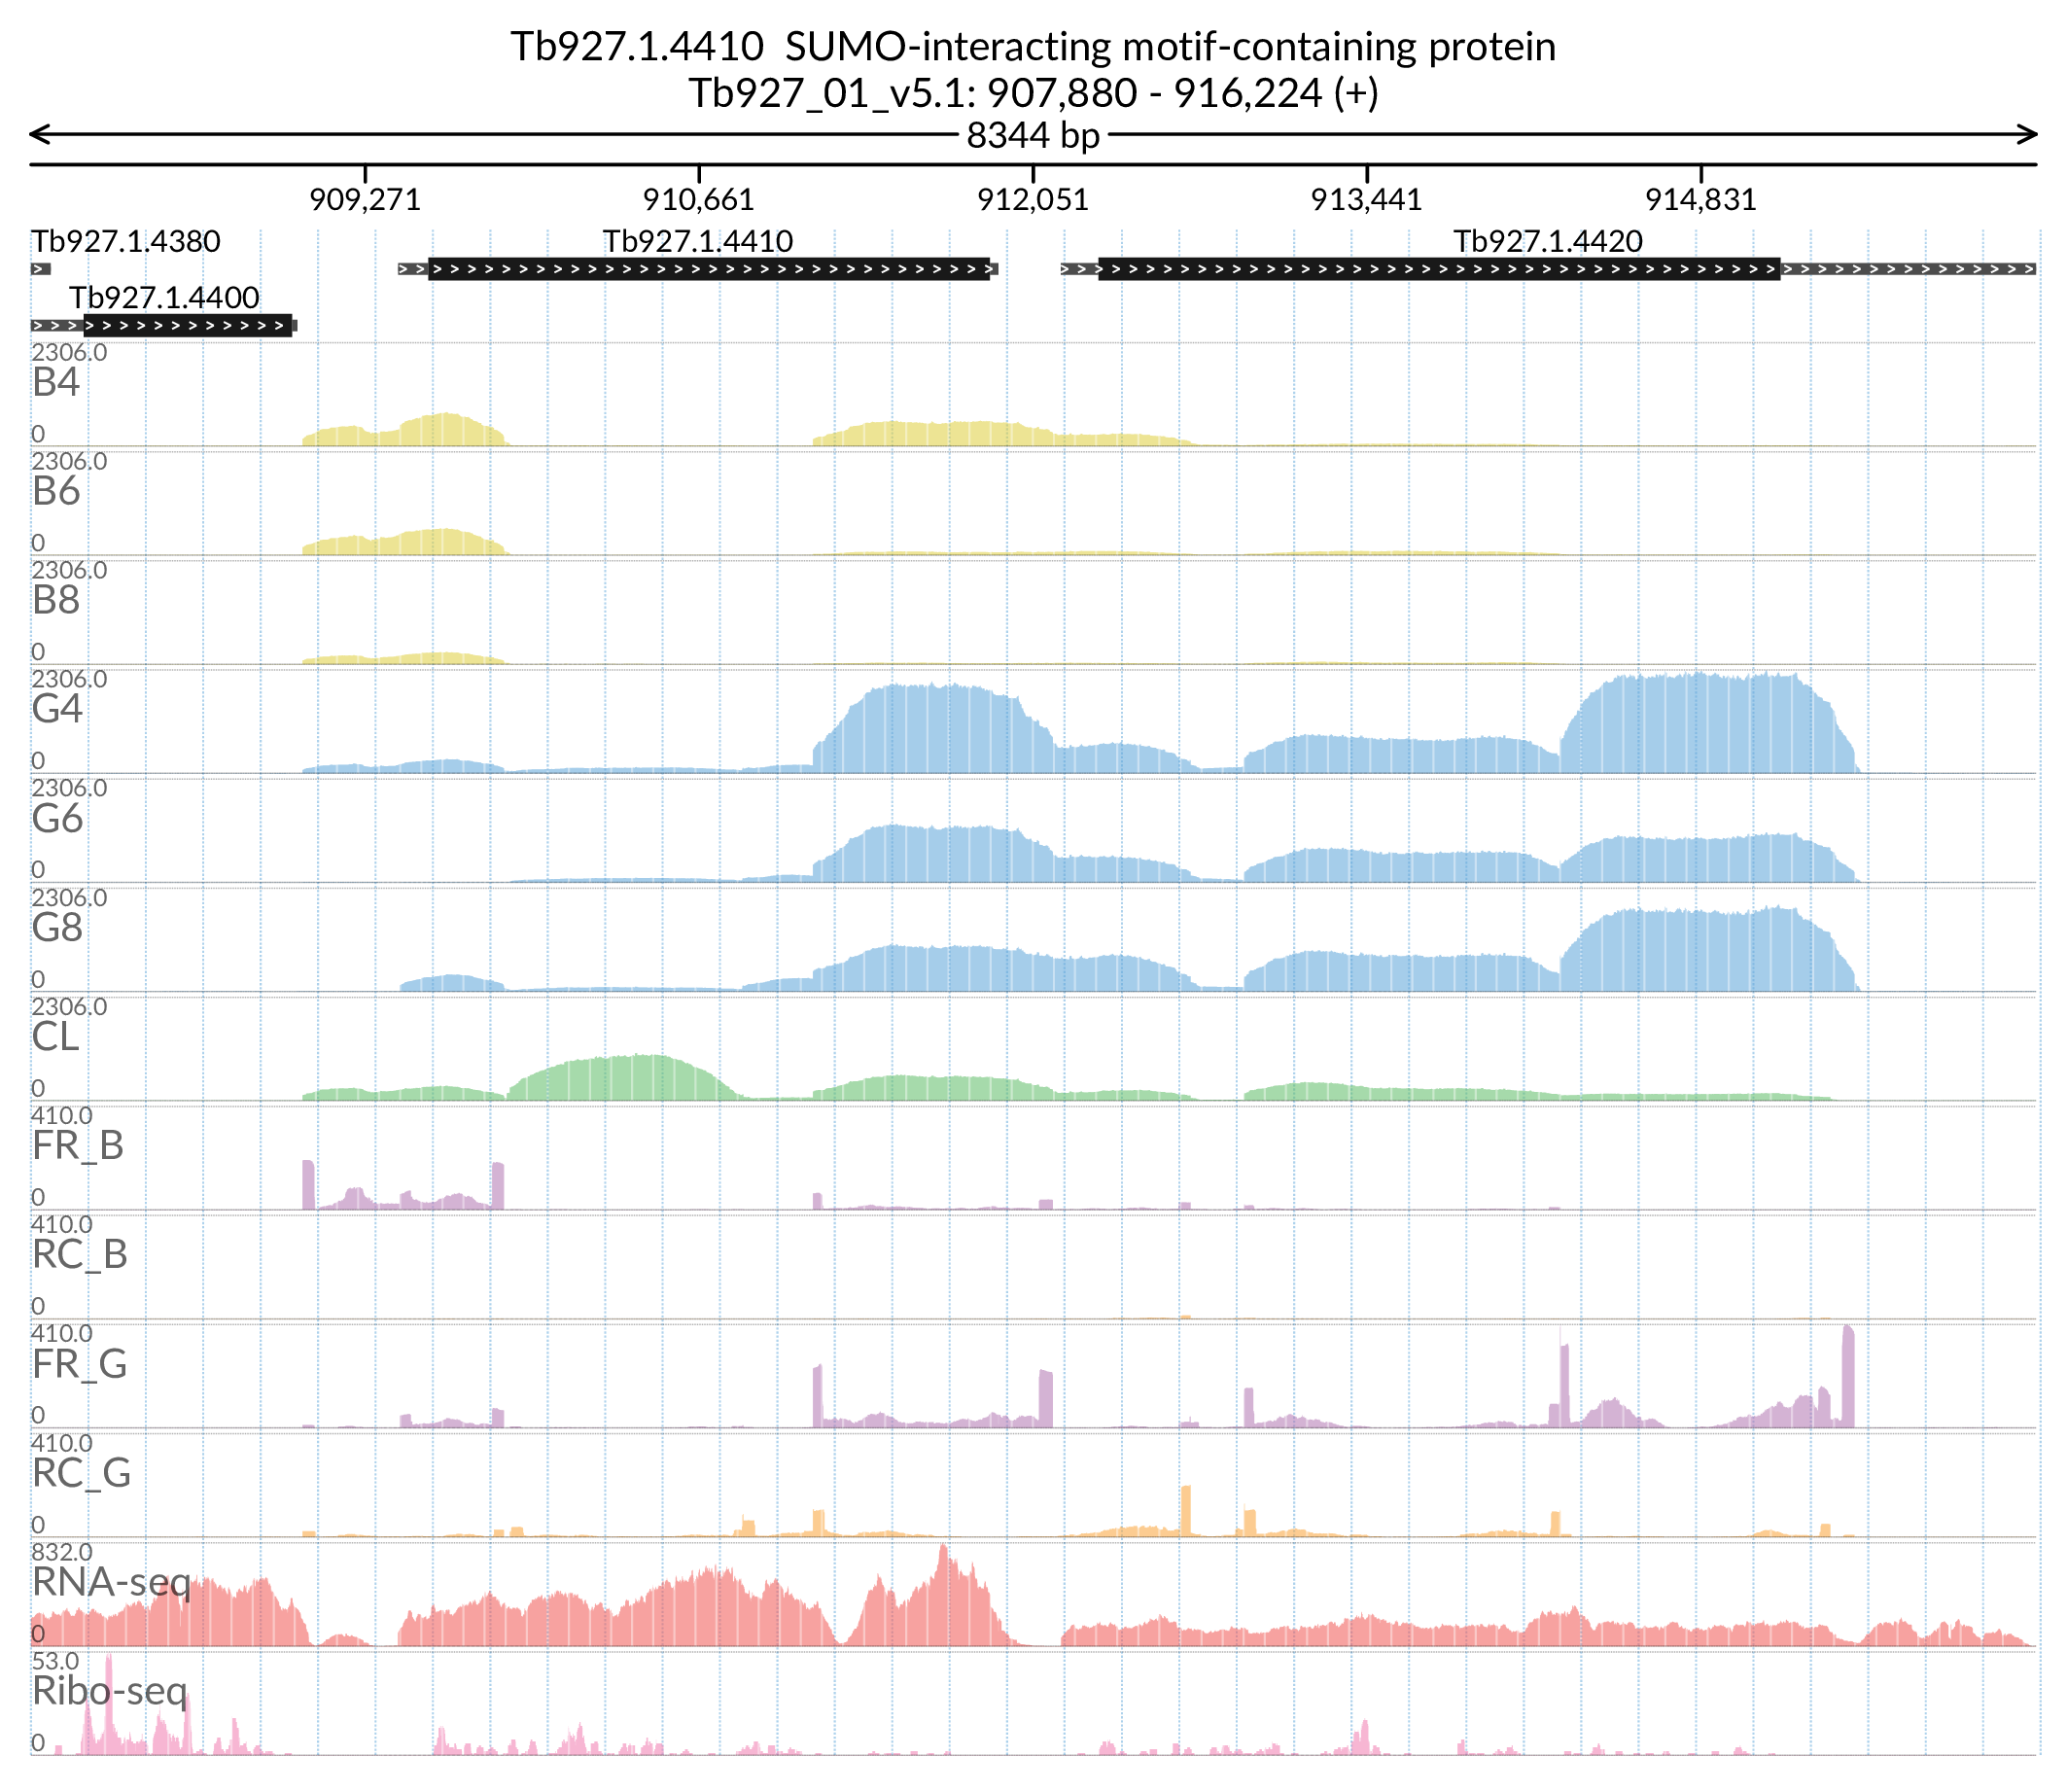 Tb927.1.4410  SUMO-interacting motif-containing protein
Tb927_01_v5.1: 907,880 - 916,224 (+)
8344 bp
909,271 910,661 912,051 913,441 914,831
Tb927.1.4380 Tb927.1.4410 Tb927.1.4420
Tb927.1.4400
2306.0
B4
0
2306.0
B6
0
2306.0
B8
0
2306.0
G4
0
2306.0
G6
0
2306.0
G8
0
2306.0
CL
0
410.0
FR_B
0
410.0
RC_B
0
410.0
FR_G
0
410.0
RC_G
0
832.0
RNA-seq
0
53.0
Ribo-seq
0